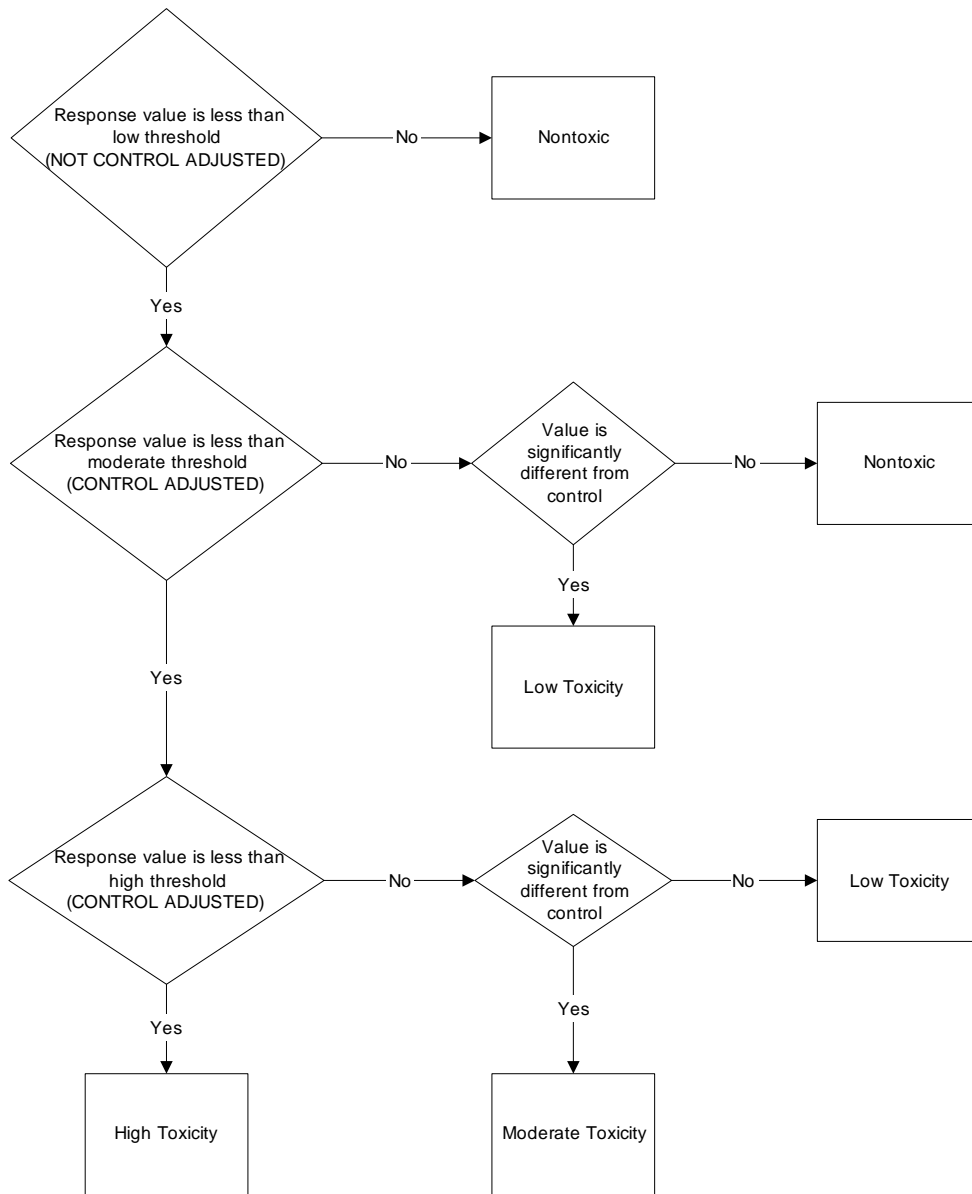 Response value is less than
low threshold
(NOT CONTROL ADJUSTED)
No
Nontoxic
Yes
Response value is less than
moderate threshold
(CONTROL ADJUSTED)
No
Value is
significantly
different from
control
No
Nontoxic
Yes
Low Toxicity
Yes
Response value is less than
high threshold
(CONTROL ADJUSTED)
No
Value is
significantly
different from
control
No
Low Toxicity
Yes
High Toxicity
Yes
Moderate Toxicity